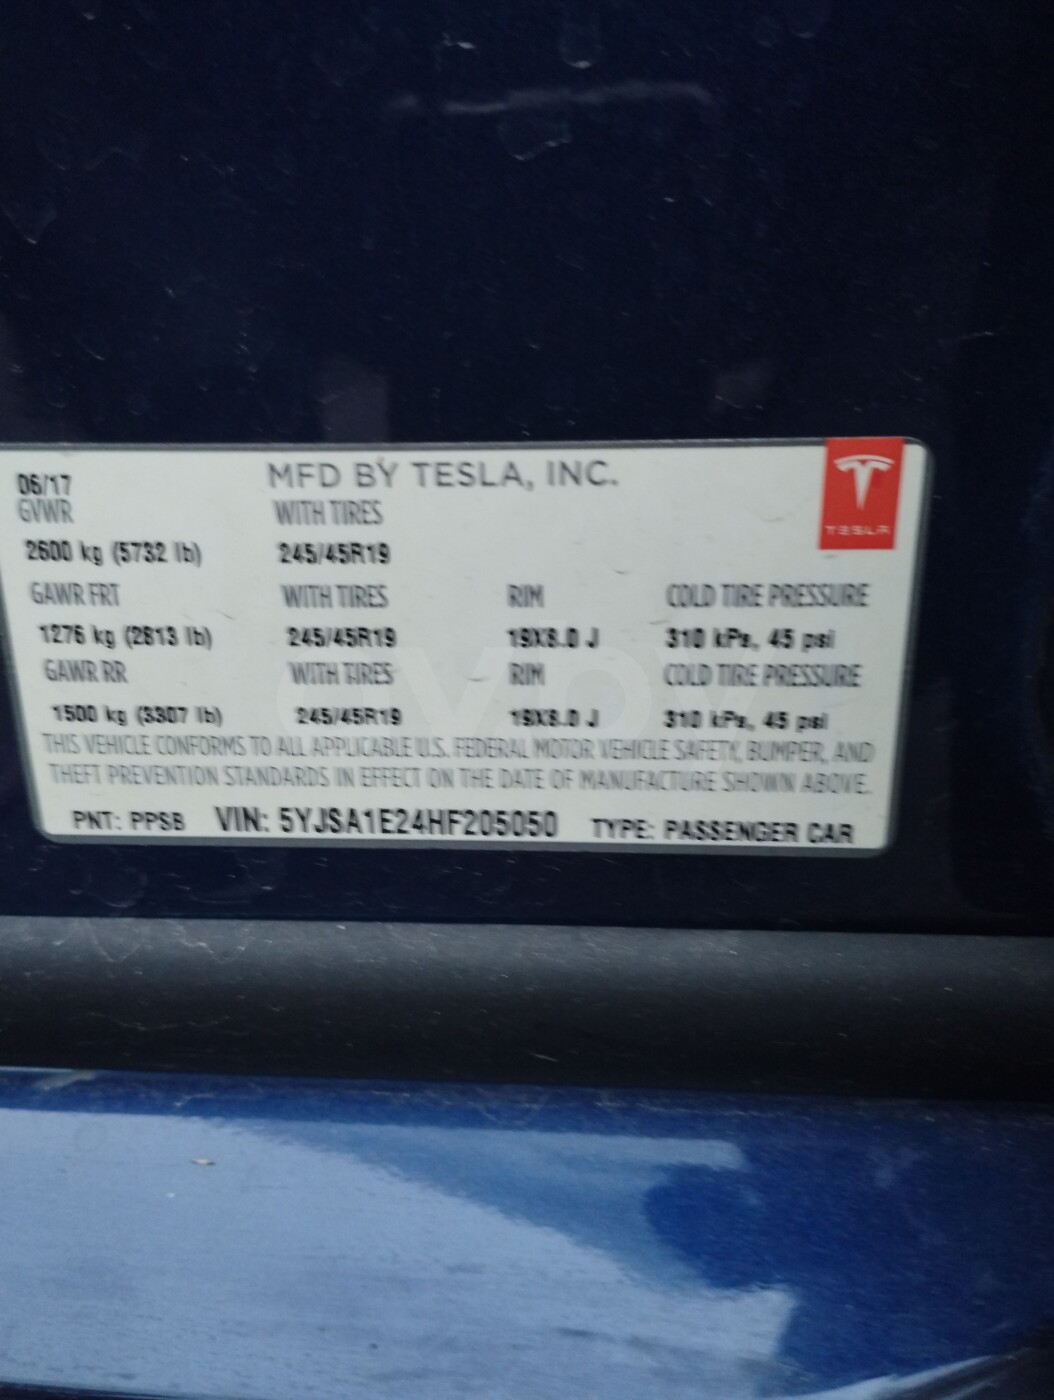 06/17 MFD BY TESLA, INC.
TESLA
GVWR WITH TIRES
2600 kg (5732 lb) 245/45R19
GAWR FRT WITH TIRES RIM COLD TIRE PRESSURE
1276 kg (2813 lb) 245/45R19 19X8.0 J 310 kPa, 45 psi
GAWR RR WITH TIRES RIM COLD TIRE PRESSURE
1500 kg (3307 lb) 245/45R19 19X8.0 J 310 kPa, 45 psi
THIS VEHICLE CONFORMS TO ALL APPLICABLE U.S. FEDERAL MOTOR VEHICLE SAFETY, BUMPER, AND
THEFT PREVENTION STANDARDS IN EFFECT ON THE DATE OF MANUFACTURE SHOWN ABOVE.
PNT: PPSB VIN: 5YJSA1E24HF205050 TYPE: PASSENGER CAR